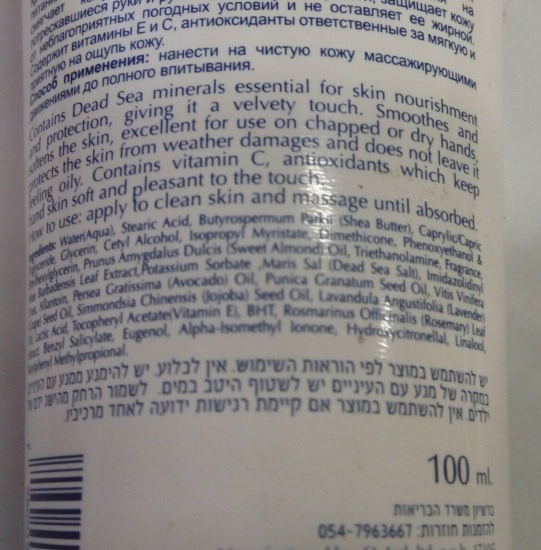 защищает кожу на
потрескавшиеся руки и
от неблагоприятных погодных условий и не оставляет ее жирной.
Содержит витамины Е и С, антиоксиданты ответственные за мягкую и
приятную на ощупь кожу.
Способ применения: нанести на чистую кожу массажирующими
движениями до полного впитывания.
Contains Dead Sea minerals essential for skin nourishment
and protection, giving it a velvety touch. Smoothes and
softens the skin, excellent for use on chapped or dry hands,
protects the skin from weather damages and does not leave it
feeling oily. Contains vitamin C, antioxidants which keep
hand skin soft and pleasant to the touch.
How to use: apply to clean skin and massage until absorbed.
Ingredients: Water(Aqua), Stearic Acid, Butyrospermum Parkii (Shea Butter), Caprylic/Capric
Triglyceride, Glycerin, Cetyl Alcohol, Isopropyl Myristate, Dimethicone, Phenoxyethanol &
Ethylhexylglycerin, Prunus Amygdalus Dulcis (Sweet Almond) Oil, Triethanolamine, Fragrance,
Barbadensis Leaf Extract, Potassium Sorbate ,Maris Sal (Dead Sea Salt), Imidazolidinyl
Urea, Allantoin, Persea Gratissima (Avocado) Oil, Punica Granatum Seed Oil, Vitis Vinifera
(Grape) Seed Oil, Simmondsia Chinensis (Jojoba) Seed Oil, Lavandula Angustifolia (Lavender)
Oil, Lactic Acid, Tocopheryl Acetate(Vitamin E), BHT, Rosmarinus Officinalis (Rosemary) Leaf
Extract, Benzyl Salicylate, Eugenol, Alpha-Isomethyl Ionone, Hydroxycitronellal, Linalool,
Methylpropional.
יש להשתמש במוצר לפי הוראות השימוש. אין לבלוע. יש להימנע ממגע עם העיניים
במקרה של מגע עם העיניים יש לשטוף היטב במים. לשמור הרחק מהישג ידם של
ילדים. אין להשתמש במוצר אם קיימת רגישות ידועה לאחד מרכיביו.
100 ml.
ברשיון משרד הבריאות
להזמנות חוזרות: 054-7963667